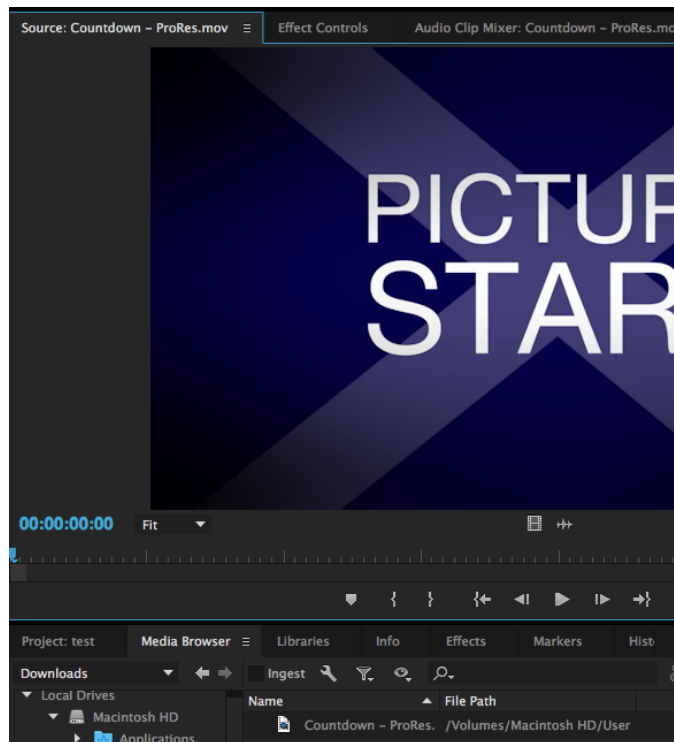 Source: Countdown – ProRes.mov Effect Controls Audio Clip Mixer: Countdown – ProRes.mo
PICTUR
STAR
00:00:00:00 Fit
Project: test Media Browser Libraries Info Effects Markers Hist
Downloads Ingest
Local Drives Name File Path
Macintosh HD Countdown – ProRes. /Volumes/Macintosh HD/User
Applications